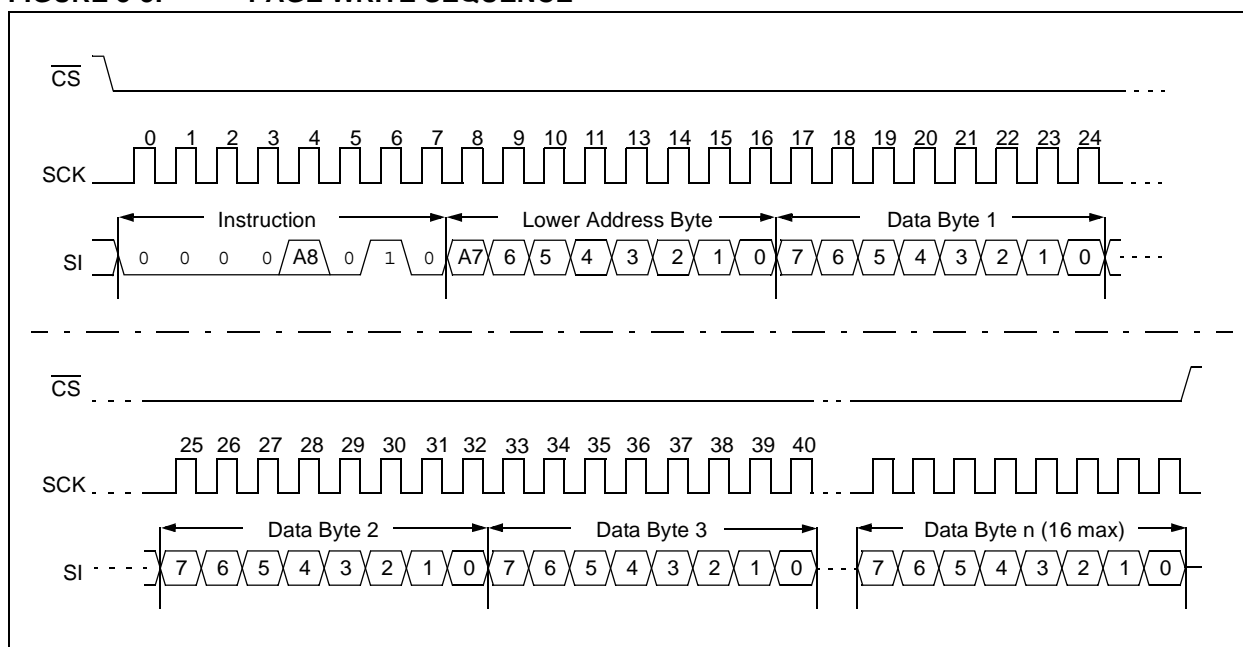 FIGURE PAGE WRITE SEQUENCE
CS
0 1 2 3 4 5 6 7 8 9 10 11 13 14 15 16 17 18 19 20 21 22 23 24
SCK
Instruction Lower Address Byte Data Byte 1
SI 0 0 0 0 A8 0 1 0 A7 6 5 4 3 2 1 0 7 6 5 4 3 2 1 0
CS
25 26 27 28 29 30 31 32 33 34 35 36 37 38 39 40
SCK
Data Byte 2 Data Byte 3 Data Byte n (16 max)
SI 7 6 5 4 3 2 1 0 7 6 5 4 3 2 1 0 7 6 5 4 3 2 1 0